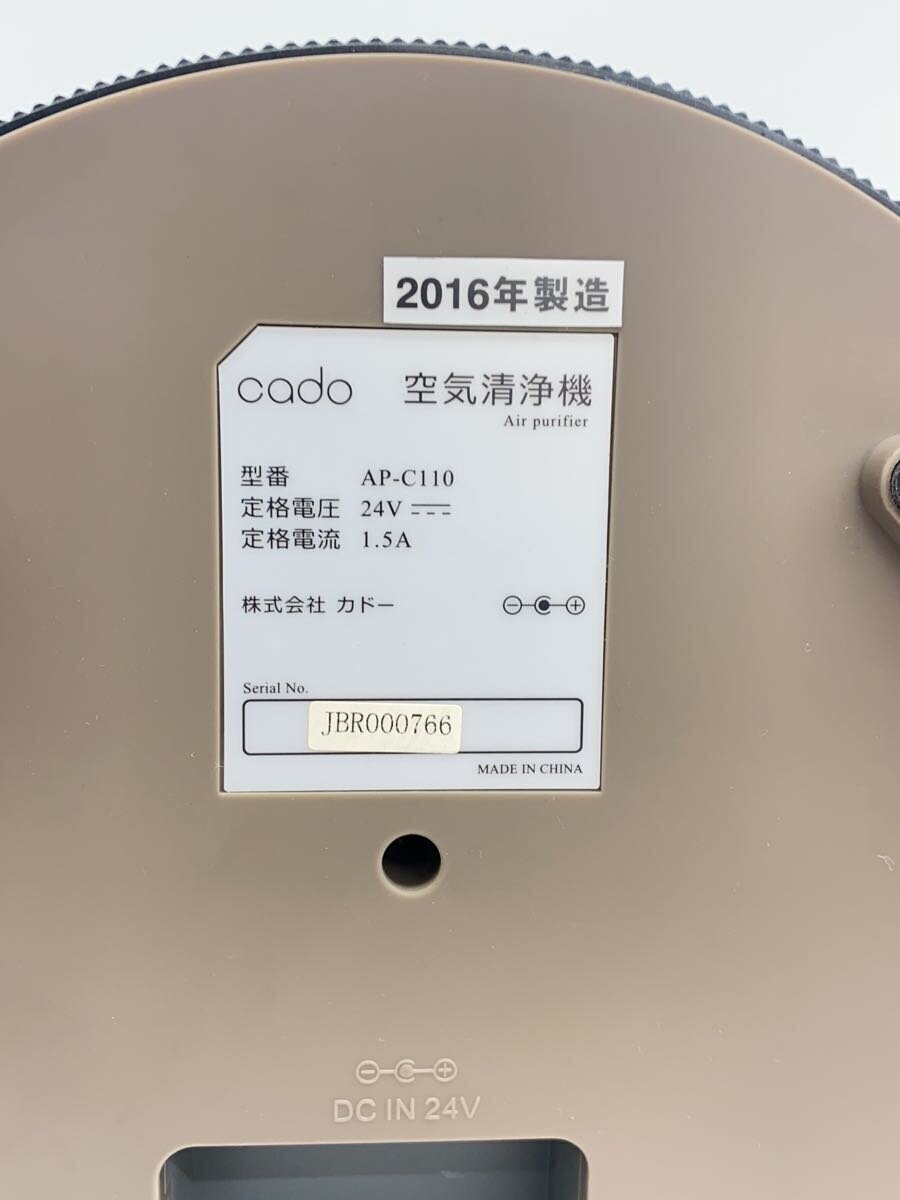 2016年製造
cado 空気清浄機
Air purifier
型番 AP-C110
定格電圧 24V
定格電流 1.5A
株式会社 カドー
Serial No.
JBR000766
MADE IN CHINA
DC IN 24V